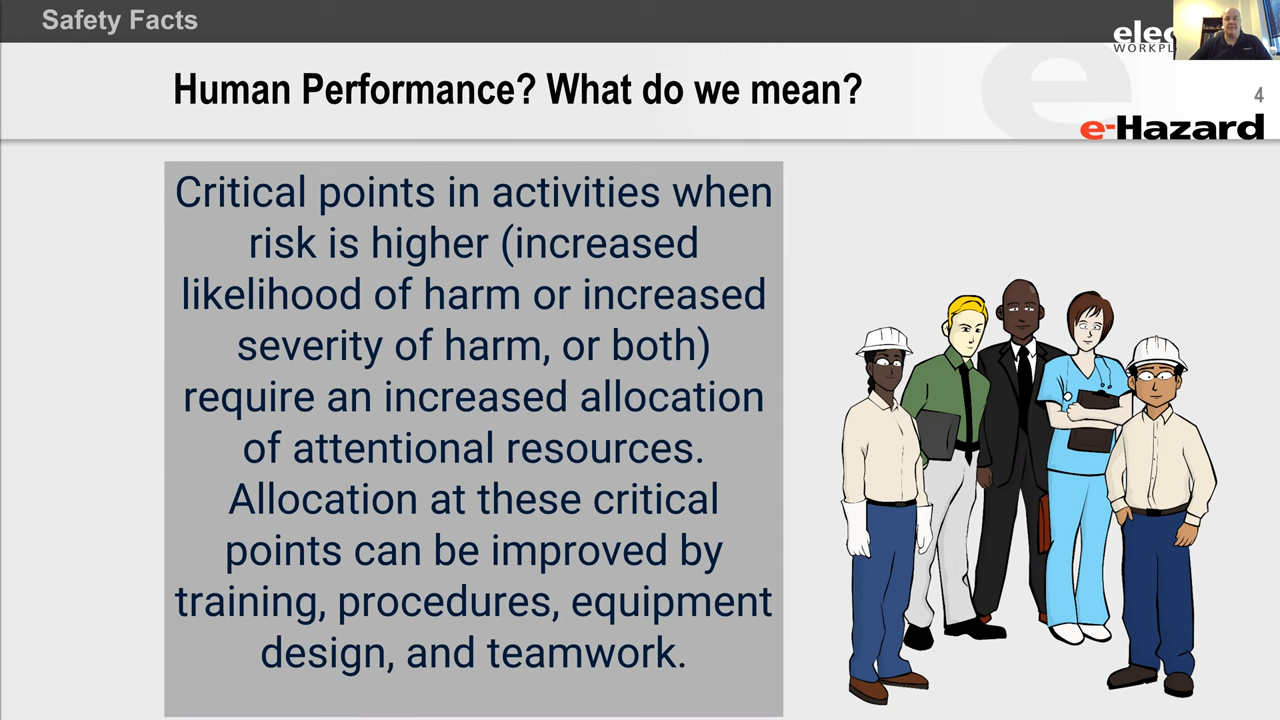 Safety Facts
elec
WORKPL
Human Performance? What do we mean?
4
e-Hazard
Critical points in activities when
risk is higher (increased
likelihood of harm or increased
severity of harm, or both)
require an increased allocation
of attentional resources.
Allocation at these critical
points can be improved by
training, procedures, equipment
design, and teamwork.